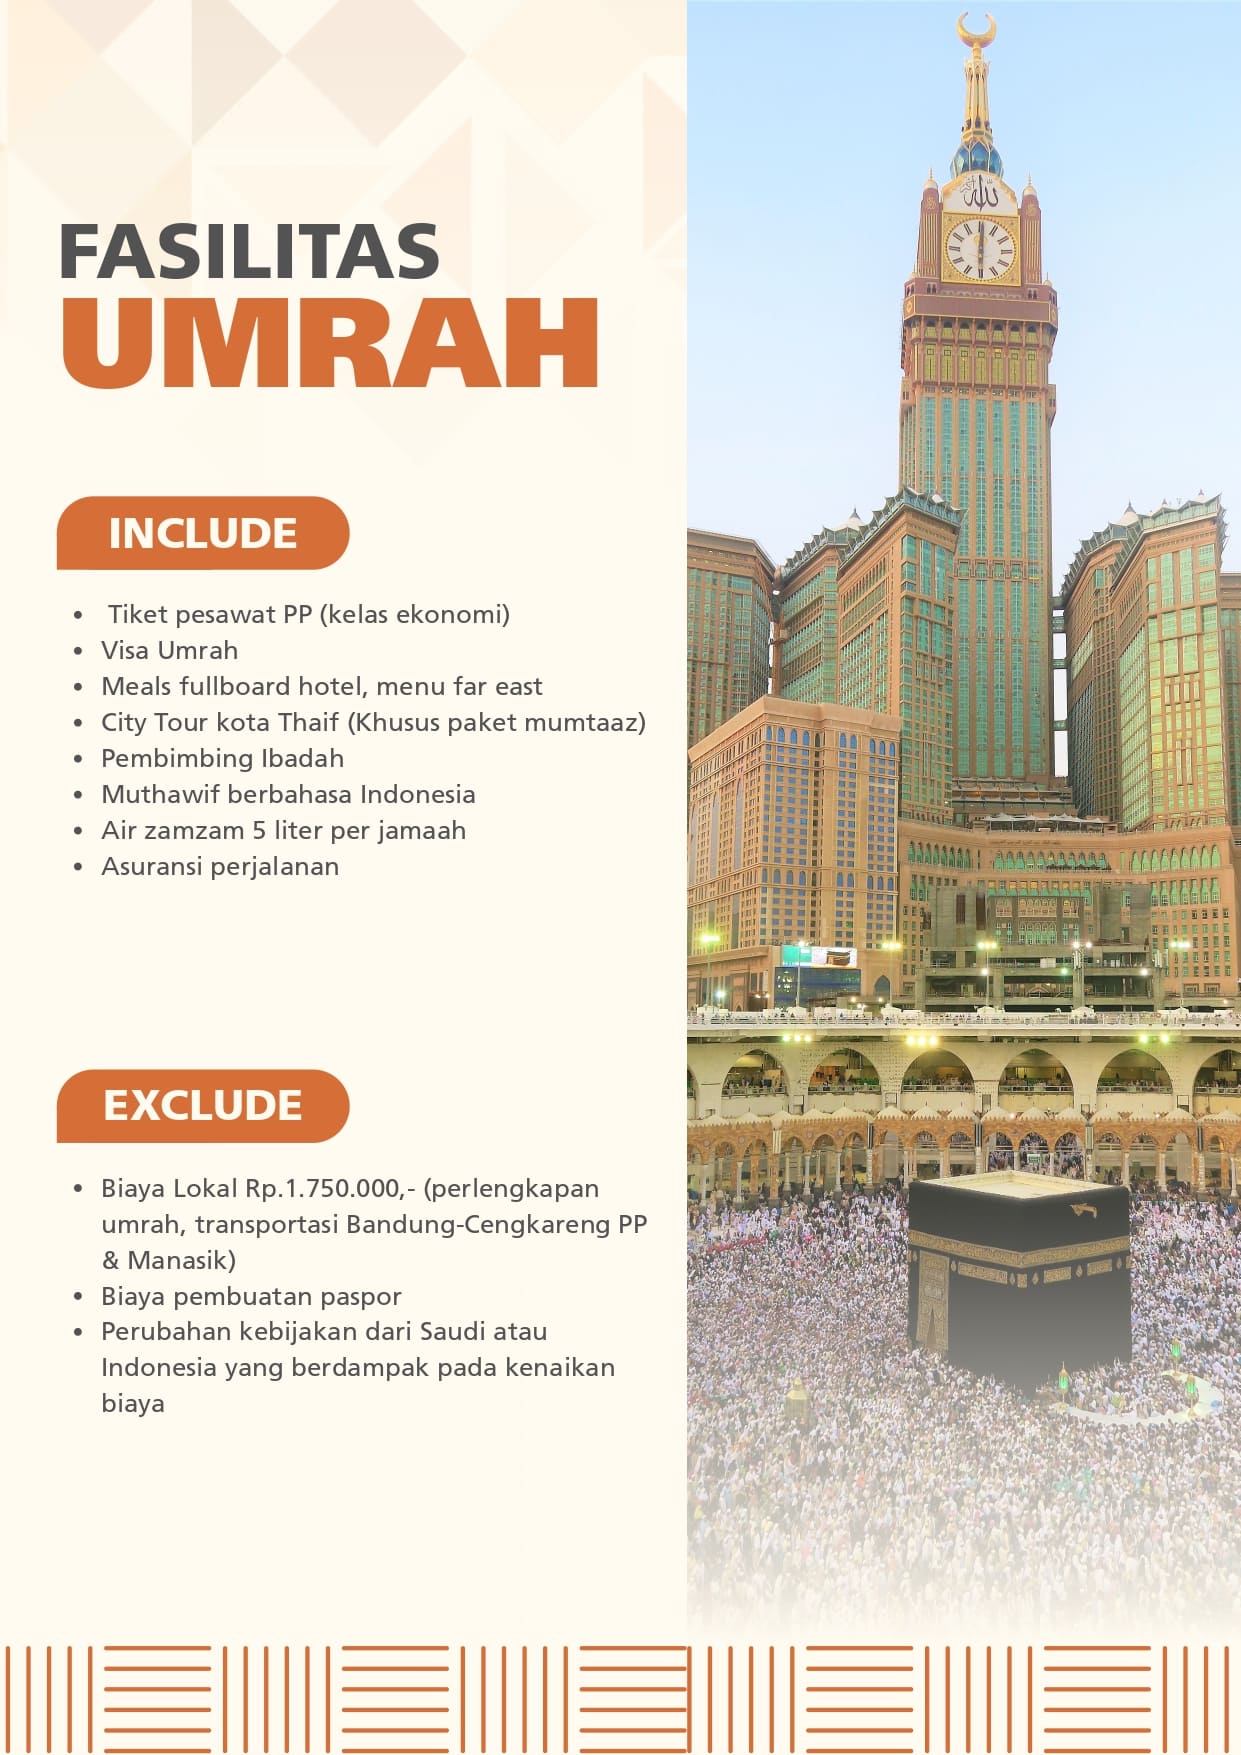 FASILITAS
UMRAH
INCLUDE
• Tiket pesawat PP (kelas ekonomi)
• Visa Umrah
• Meals fullboard hotel, menu far east
• City Tour kota Thaif (Khusus paket mumtaaz)
• Pembimbing Ibadah
• Muthawif berbahasa Indonesia
• Air zamzam 5 liter per jamaah
• Asuransi perjalanan
EXCLUDE
• Biaya Lokal Rp.1.750.000,- (perlengkapan
umrah, transportasi Bandung-Cengkareng PP
& Manasik)
• Biaya pembuatan paspor
• Perubahan kebijakan dari Saudi atau
Indonesia yang berdampak pada kenaikan
biaya
الله